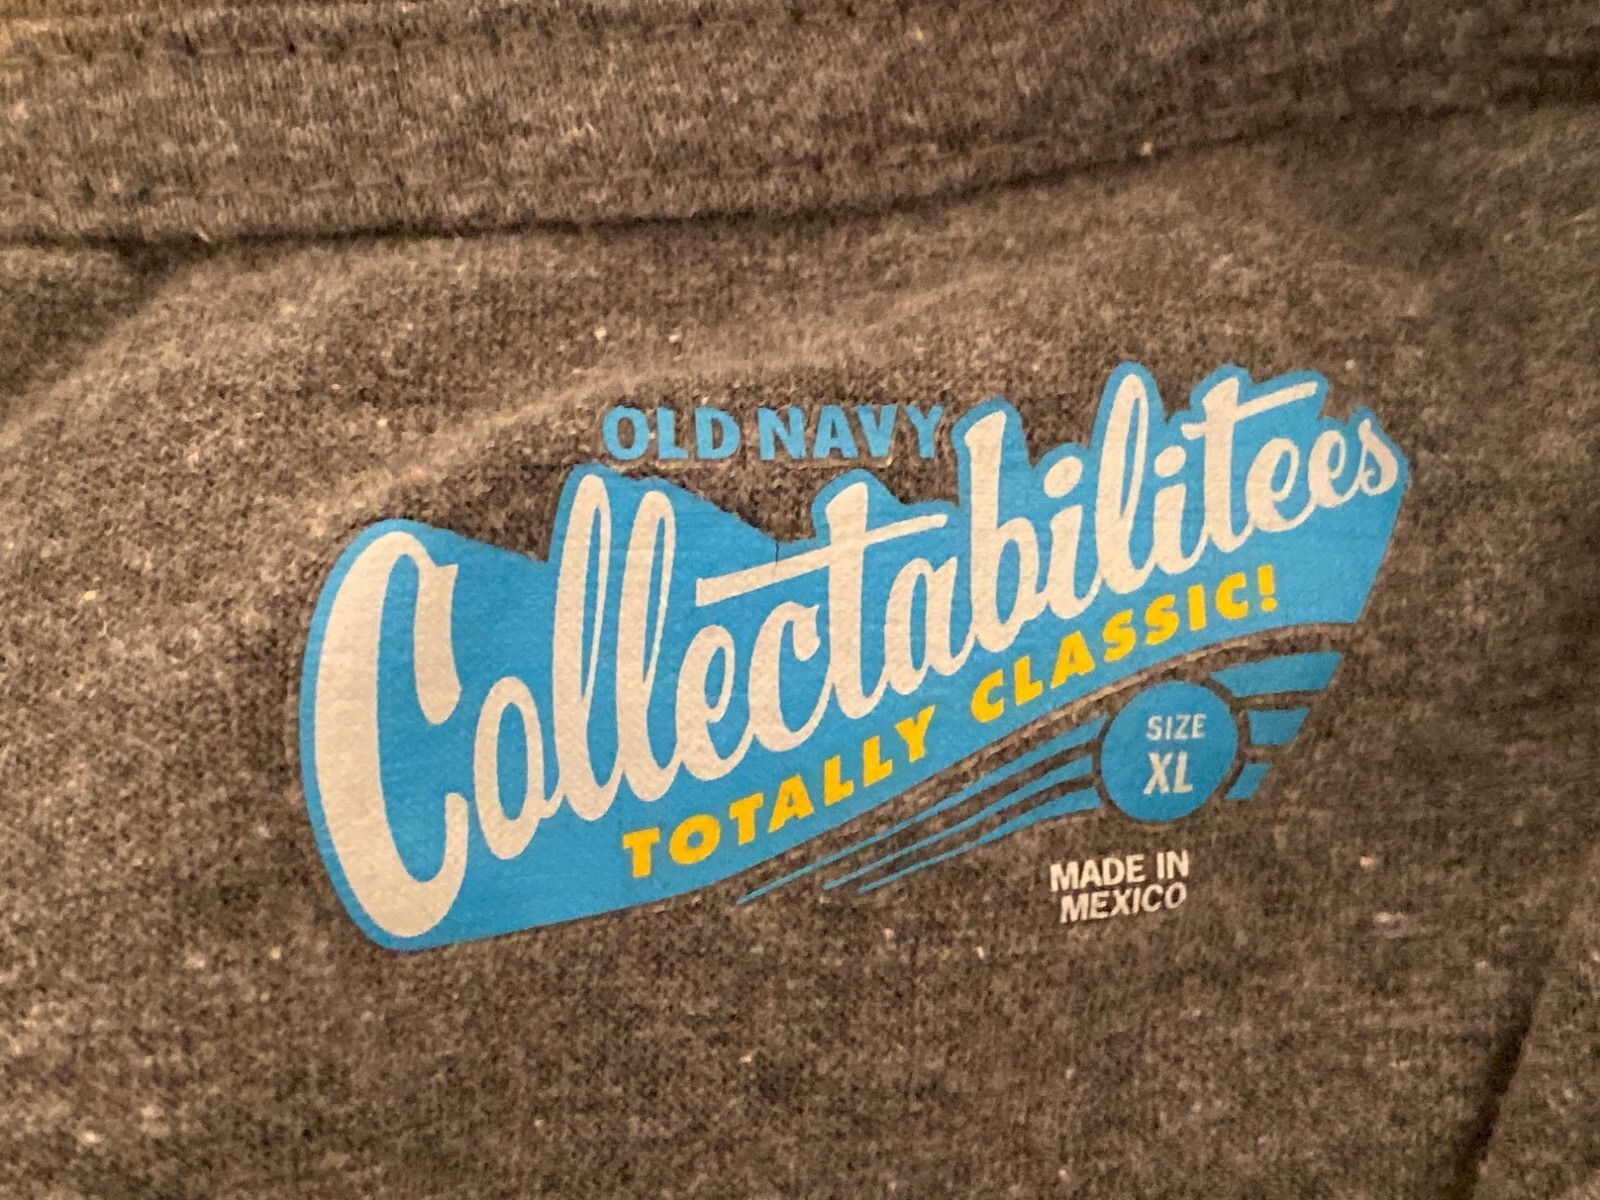 OLD NAVY
Collectabilitees
TOTALLY CLASSIC!
SIZE
XL
MADE IN
MEXICO